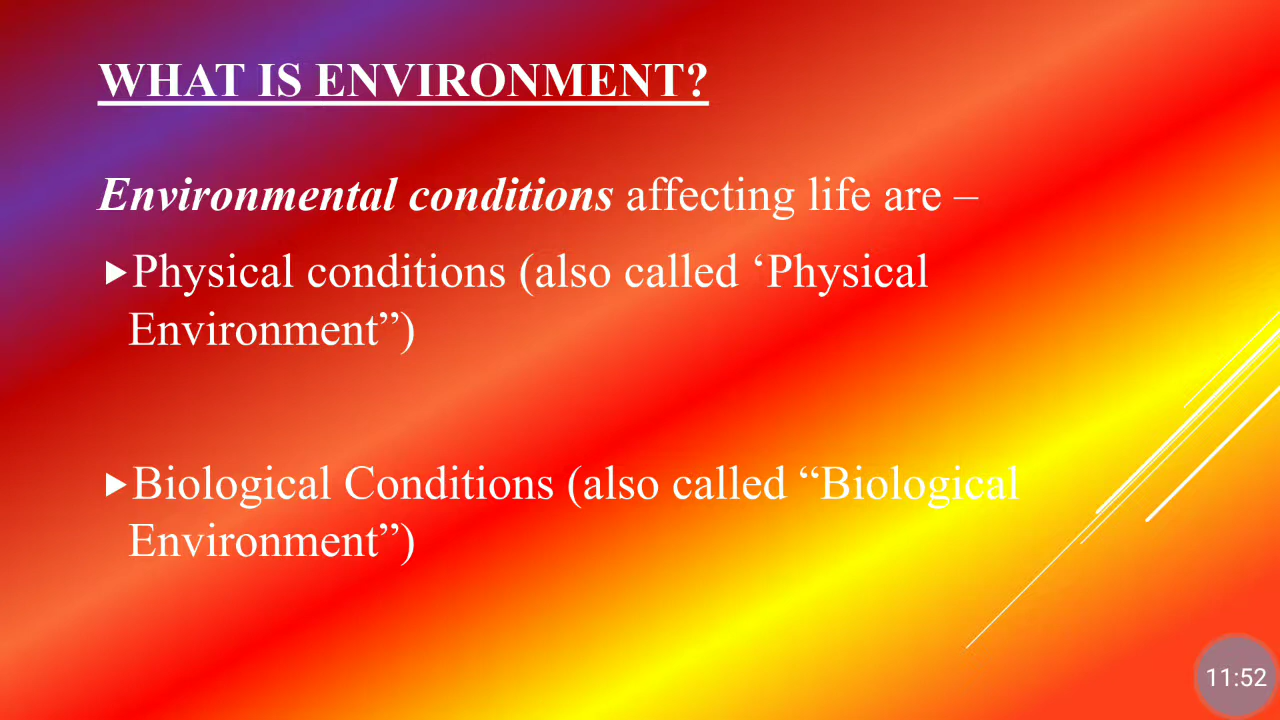 WHAT IS ENVIRONMENT?
Environmental conditions affecting life are –
Physical conditions (also called ‘Physical
Environment”)
Biological Conditions (also called “Biological
Environment”)
11:52